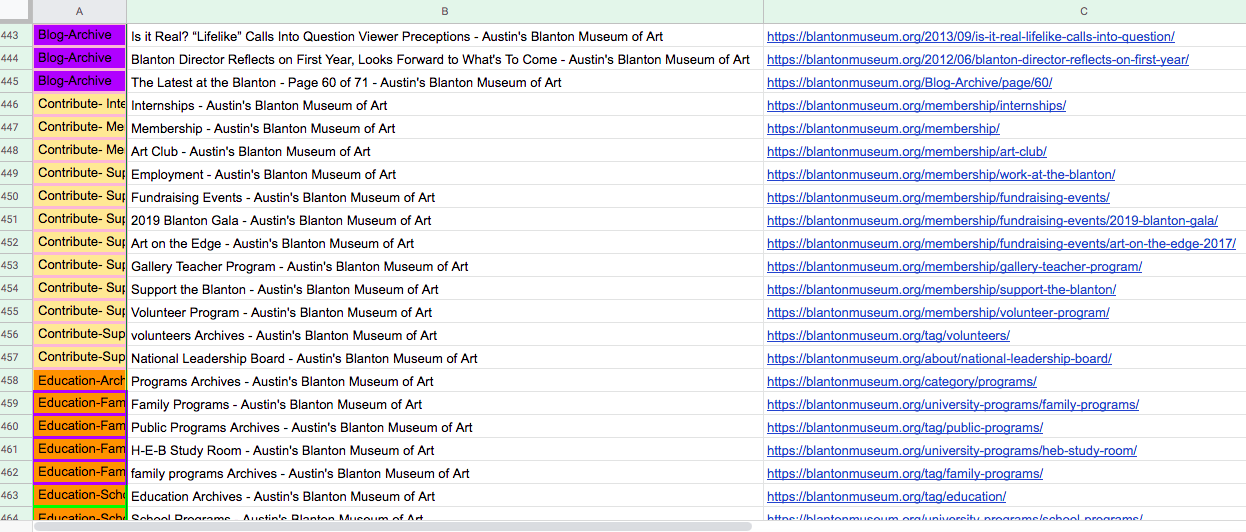 A B C
443 Blog-Archive Is it Real? “Lifelike” Calls Into Question Viewer Preceptions - Austin's Blanton Museum of Art https://blantonmuseum.org/2013/09/is-it-real-lifelike-calls-into-question/
444 Blog-Archive Blanton Director Reflects on First Year, Looks Forward to What's To Come - Austin's Blanton Museum of Art https://blantonmuseum.org/2012/06/blanton-director-reflects-on-first-year/
445 Blog-Archive The Latest at the Blanton - Page 60 of 71 - Austin's Blanton Museum of Art https://blantonmuseum.org/Blog-Archive/page/60/
446 Contribute- Inte Internships - Austin's Blanton Museum of Art https://blantonmuseum.org/membership/internships/
447 Contribute- Me Membership - Austin's Blanton Museum of Art https://blantonmuseum.org/membership/
448 Contribute- Me Art Club - Austin's Blanton Museum of Art https://blantonmuseum.org/membership/art-club/
449 Contribute- Sup Employment - Austin's Blanton Museum of Art https://blantonmuseum.org/membership/work-at-the-blanton/
450 Contribute- Sup Fundraising Events - Austin's Blanton Museum of Art https://blantonmuseum.org/membership/fundraising-events/
451 Contribute- Sup 2019 Blanton Gala - Austin's Blanton Museum of Art https://blantonmuseum.org/membership/fundraising-events/2019-blanton-gala/
452 Contribute- Sup Art on the Edge - Austin's Blanton Museum of Art https://blantonmuseum.org/membership/fundraising-events/art-on-the-edge-2017/
453 Contribute- Sup Gallery Teacher Program - Austin's Blanton Museum of Art https://blantonmuseum.org/membership/gallery-teacher-program/
454 Contribute- Sup Support the Blanton - Austin's Blanton Museum of Art https://blantonmuseum.org/membership/support-the-blanton/
455 Contribute- Sup Volunteer Program - Austin's Blanton Museum of Art https://blantonmuseum.org/membership/volunteer-program/
456 Contribute-Sup volunteers Archives - Austin's Blanton Museum of Art https://blantonmuseum.org/tag/volunteers/
457 Contribute-Sup National Leadership Board - Austin's Blanton Museum of Art https://blantonmuseum.org/about/national-leadership-board/
458 Education-Arch Programs Archives - Austin's Blanton Museum of Art https://blantonmuseum.org/category/programs/
459 Education-Fam Family Programs - Austin's Blanton Museum of Art https://blantonmuseum.org/university-programs/family-programs/
460 Education-Fam Public Programs Archives - Austin's Blanton Museum of Art https://blantonmuseum.org/tag/public-programs/
461 Education-Fam H-E-B Study Room - Austin's Blanton Museum of Art https://blantonmuseum.org/university-programs/heb-study-room/
462 Education-Fam family programs Archives - Austin's Blanton Museum of Art https://blantonmuseum.org/tag/family-programs/
463 Education-Scho Education Archives - Austin's Blanton Museum of Art https://blantonmuseum.org/tag/education/
464 Education-Scho School Programs - Austin's Blanton Museum of Art https://blantonmuseum.org/university-programs/school-programs/